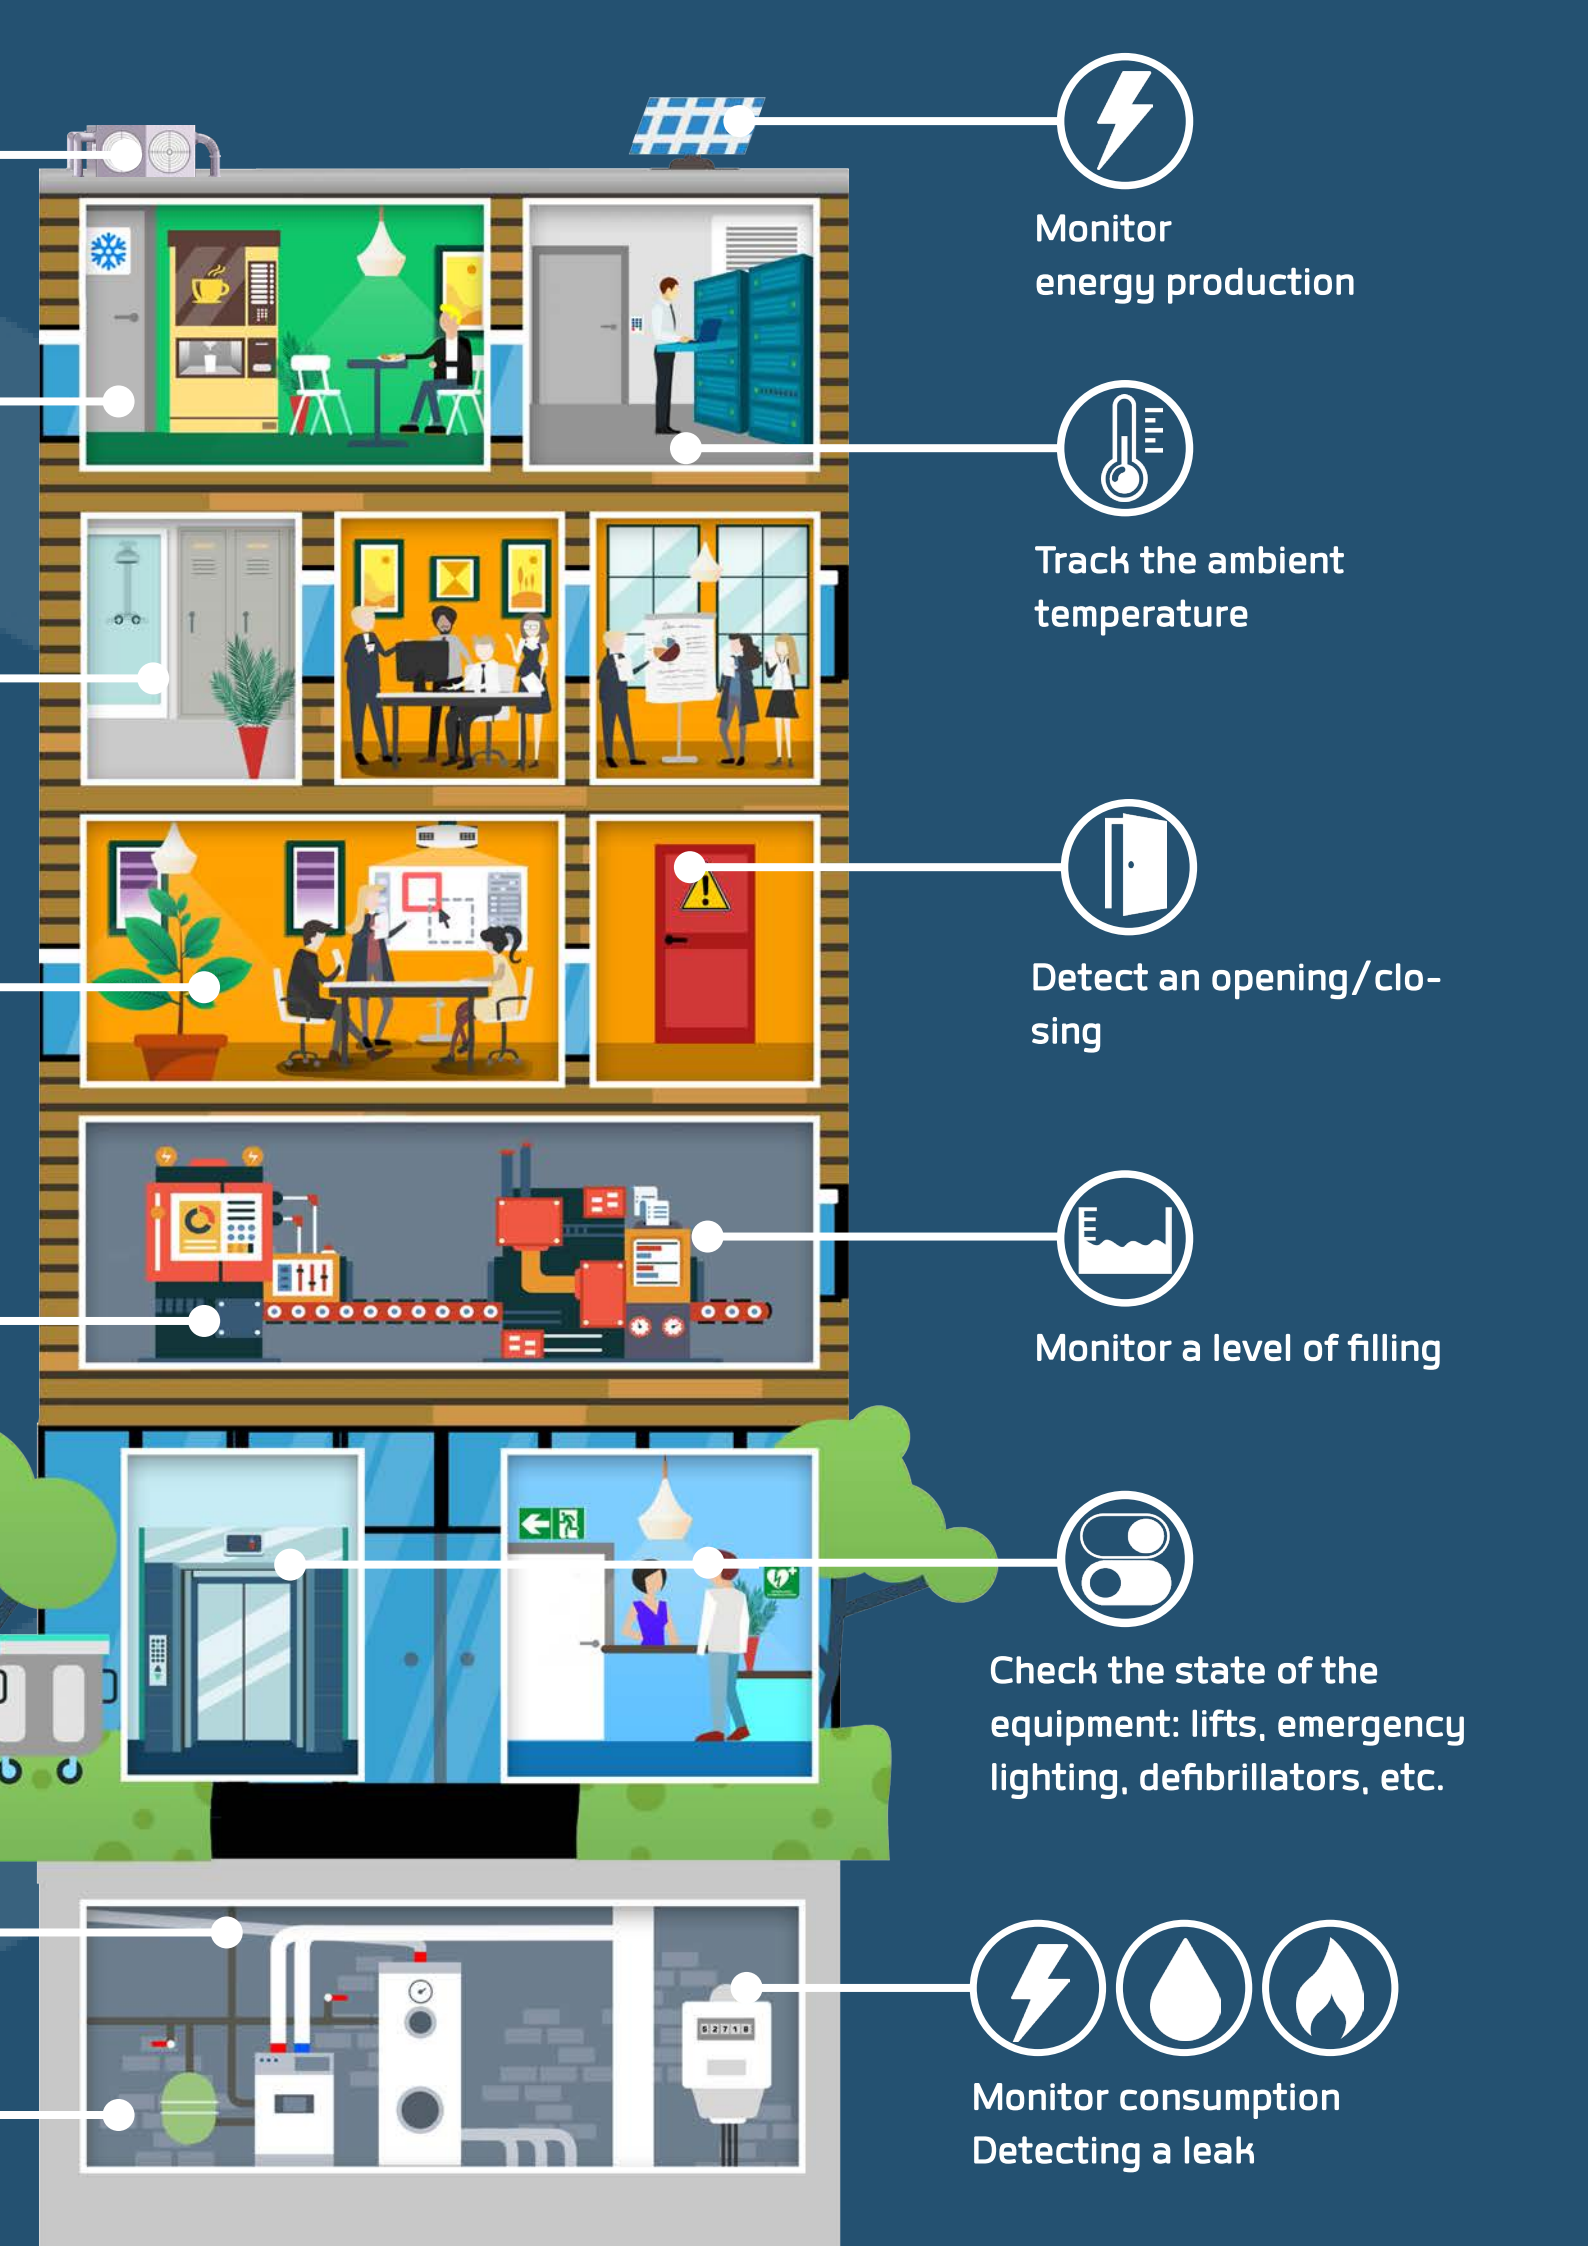 Monitor
energy production
Track the ambient
temperature
Detect an opening/clo-
sing
Monitor a level of filling
Check the state of the
equipment: lifts, emergency
lighting, defibrillators, etc.
52718
Monitor consumption
Detecting a leak